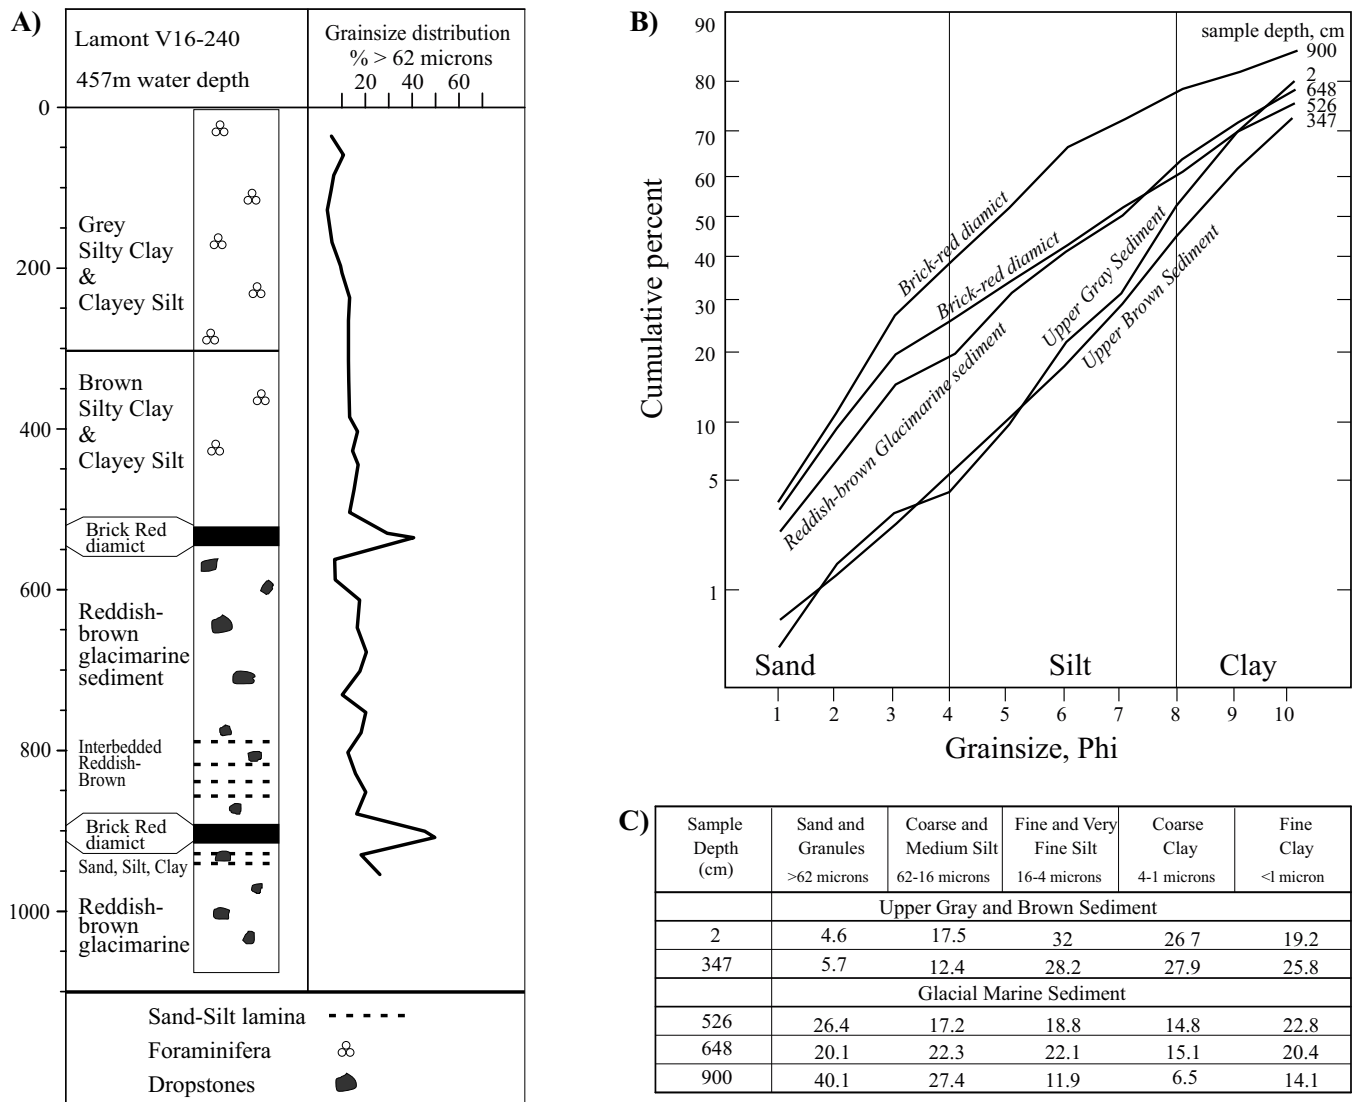 A)
Lamont V16-240
457m water depth
Grainsize distribution
% > 62 microns
20 40 60
0
200
400
600
800
1000
Grey
Silty Clay
&
Clayey Silt
Brown
Silty Clay
&
Clayey Silt
Brick Red
diamict
Reddish-
brown
glacimarine
sediment
Interbedded
Reddish-
Brown
Brick Red
diamict
Sand, Silt, Clay
Reddish-
brown
glacimarine
Sand-Silt lamina
Foraminifera
Dropstones
B)
Cumulative percent
90
80
70
60
50
40
30
20
10
5
1
sample depth, cm
900
2
648
526
347
Brick-red diamict
Brick-red diamict
Reddish-brown Glacimarine sediment
Upper Gray Sediment
Upper Brown Sediment
Sand Silt Clay
1 2 3 4 5 6 7 8 9 10
Grainsize, Phi
C)
Sample Depth (cm)
Sand and Granules >62 microns
Coarse and Medium Silt 62-16 microns
Fine and Very Fine Silt 16-4 microns
Coarse Clay 4-1 microns
Fine Clay <l micron
Upper Gray and Brown Sediment
2 4.6 17.5 32 26 7 19.2
347 5.7 12.4 28.2 27.9 25.8
Glacial Marine Sediment
526 26.4 17.2 18.8 14.8 22.8
648 20.1 22.3 22.1 15.1 20.4
900 40.1 27.4 11.9 6.5 14.1